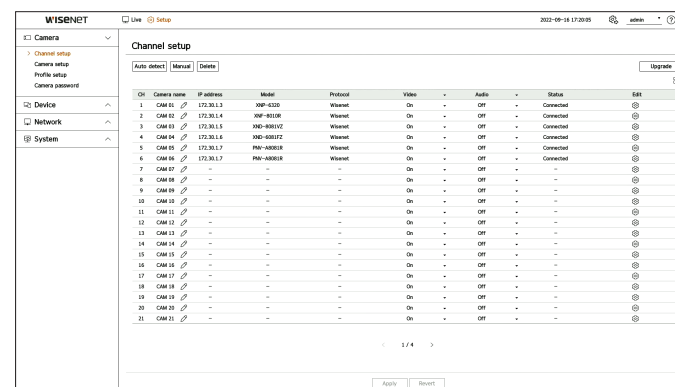 WISENET
Live Setup 2022-09-16 17:20:05 admin
Camera
Channel setup
Camera setup
Profile setup
Camera password
Device
Network
System
Channel setup
Auto detect Manual Delete Upgrade
CH Camera name IP address Model Protocol Video Audio Status Edit
1 CAM 01 172.30.1.3 XNP-6320 Wisenet On Off Connected
2 CAM 02 172.30.1.4 XNF-8010R Wisenet On Off Connected
3 CAM 03 172.30.1.5 XND-8081VZ Wisenet On Off Connected
4 CAM 04 172.30.1.6 XND-6081FZ Wisenet On Off Connected
5 CAM 05 172.30.1.7 PNV-A8081R Wisenet On Off Connected
6 CAM 06 172.30.1.7 PNV-A8081R Wisenet On Off Connected
7 CAM 07 - - - On Off -
8 CAM 08 - - - On Off -
9 CAM 09 - - - On Off -
10 CAM 10 - - - On Off -
11 CAM 11 - - - On Off -
12 CAM 12 - - - On Off -
13 CAM 13 - - - On Off -
14 CAM 14 - - - On Off -
15 CAM 15 - - - On Off -
16 CAM 16 - - - On Off -
17 CAM 17 - - - On Off -
18 CAM 18 - - - On Off -
19 CAM 19 - - - On Off -
20 CAM 20 - - - On Off -
21 CAM 21 - - - On Off -
1 / 4
Apply Revert